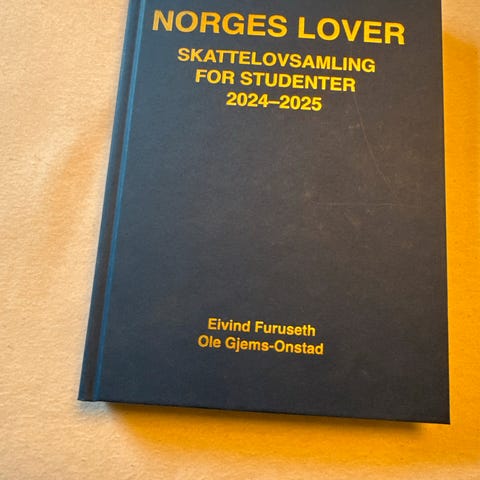 NORGES LOVER
SKATTELOVSAMLING
FOR STUDENTER
2024–2025
Eivind Furuseth
Ole Gjems-Onstad